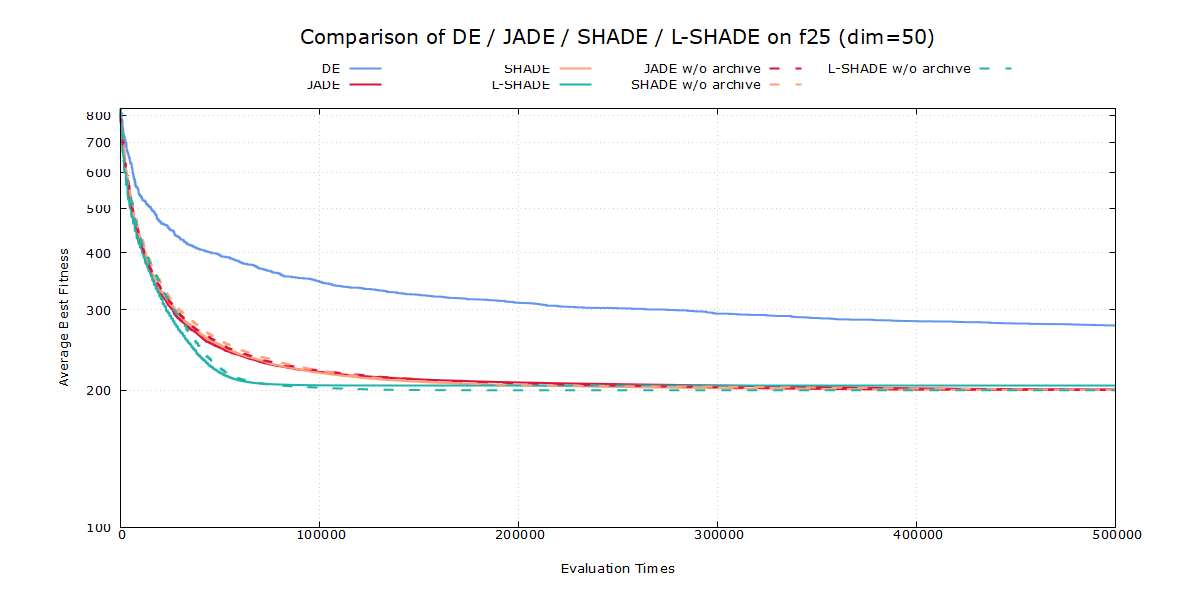 Comparison of DE / JADE / SHADE / L-SHADE on f25 (dim=50)
DE SHADE JADE w/o archive L-SHADE w/o archive
JADE L-SHADE SHADE w/o archive
800
700
600
500
400
300
200
100
Average Best Fitness
0 100000 200000 300000 400000 500000
Evaluation Times